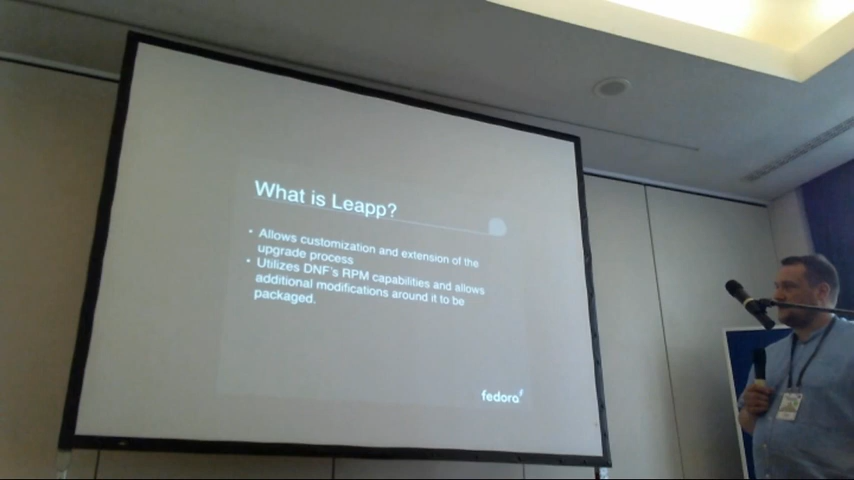 What is Leapp?
• Allows customization and extension of the
upgrade process
• Utilizes DNF's RPM capabilities and allows
additional modifications around it to be
packaged.
fedora